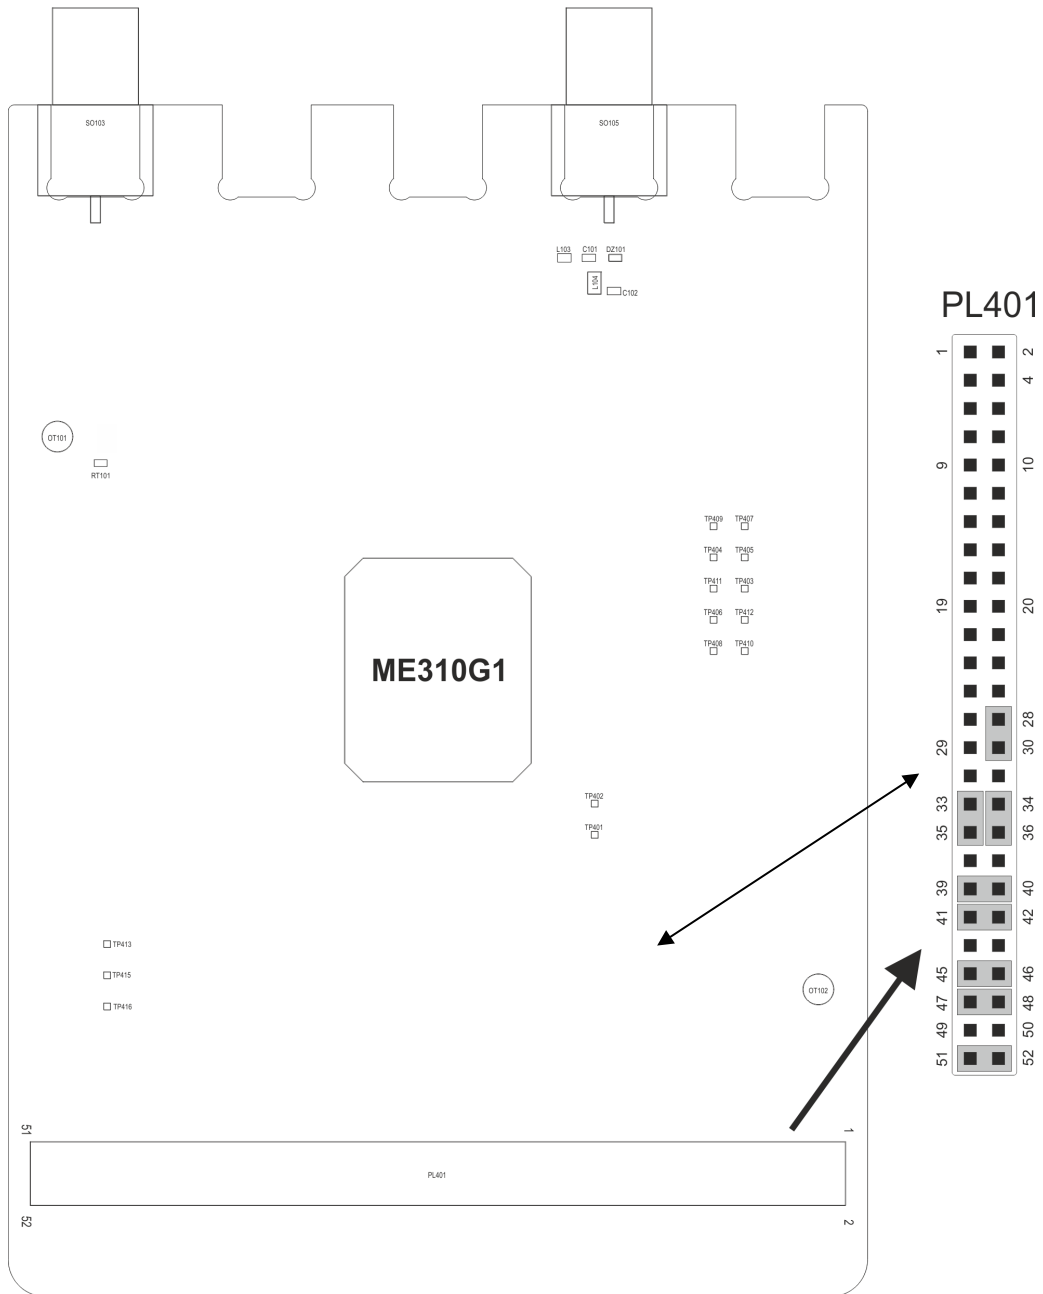 SO103
SO105
L103 C101 DZ101
L104
C102
PL401
1 2
4
OT101
9 10
RT101
TP409 TP407
TP404 TP405
TP411 TP403
19 20
TP406 TP412
TP408 TP410
ME310G1
28
29 30
TP402
33 34
TP401
35 36
39 40
41 42
TP413
45 46
TP415
OT102
47 48
TP416
49 50
51 52
51 1
PL401
52 2